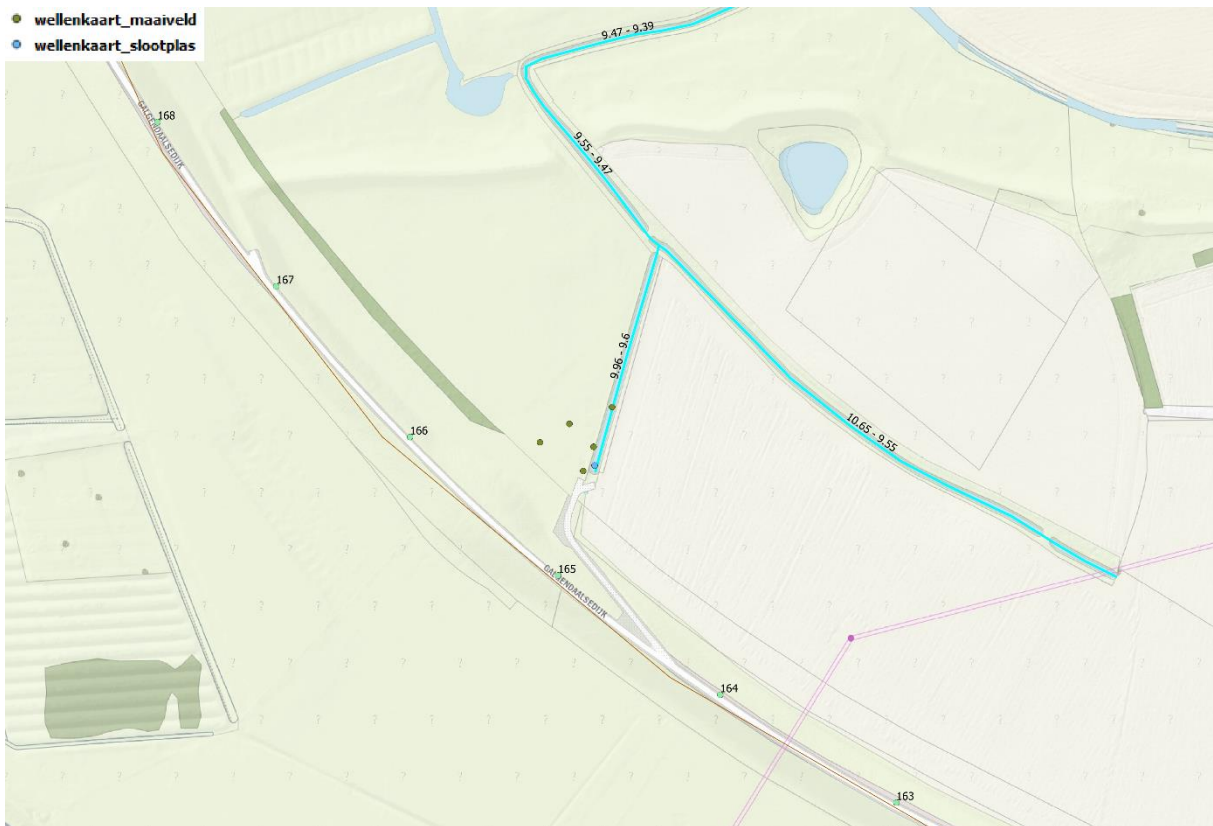 wellenkaart_maaiveld
wellenkaart_slootplas
9.47 - 9.39
168
GALGENDAALSEDIJK
9.55 - 9.47
167
9.96 - 9.6
166
10.65 - 9.55
165
GALGENDAALSEDIJK
164
163